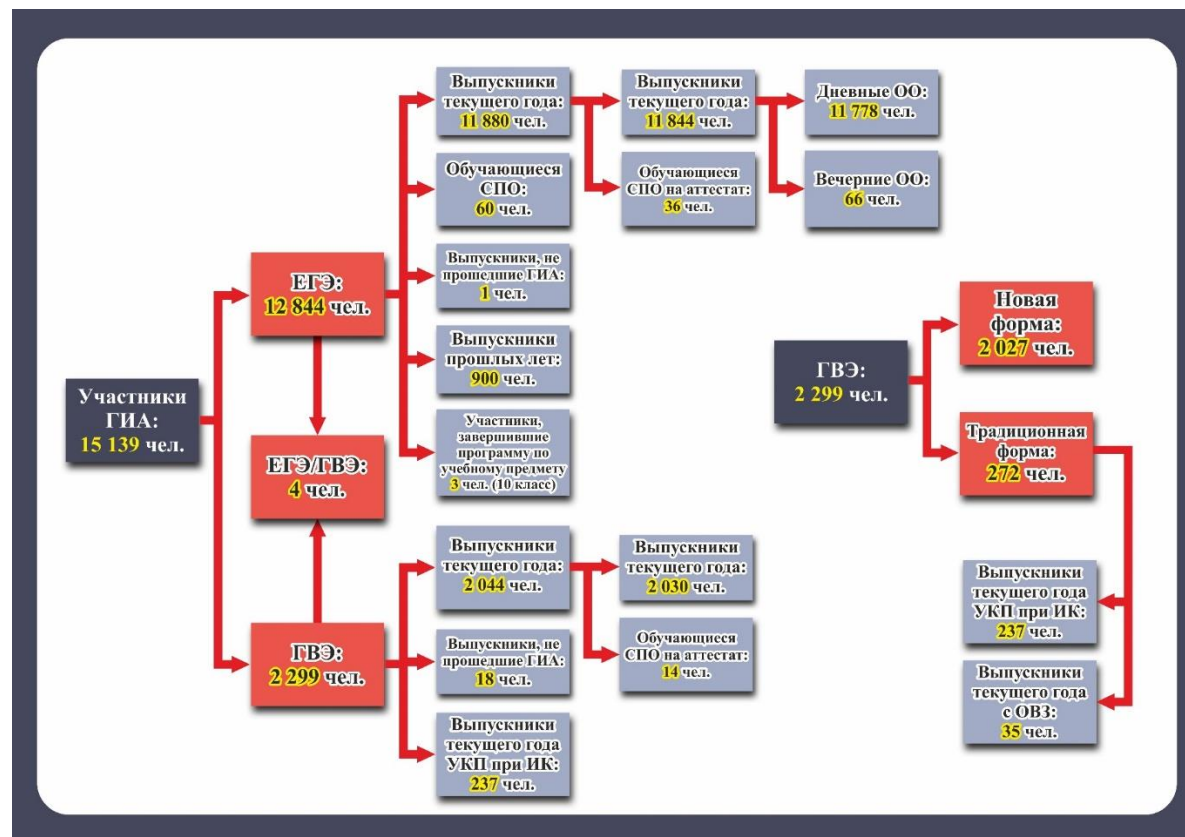 Участники
ГИА:
15 139 чел.
ЕГЭ:
12 844 чел.
ЕГЭ/ГВЭ:
4 чел.
ГВЭ:
2 299 чел.
Выпускники
текущего года:
11 880 чел.
Обучающиеся
СПО:
60 чел.
Выпускники, не
прошедшие ГИА:
1 чел.
Выпускники
прошлых лет:
900 чел.
Участники,
завершившие
программу по
учебному предмету
3 чел. (10 класс)
Выпускники
текущего года:
11 844 чел.
Обучающиеся
СПО на аттестат:
36 чел.
Дневные ОО:
11 778 чел.
Вечерние ОО:
66 чел.
Выпускники
текущего года:
2 044 чел.
Выпускники, не
прошедшие ГИА:
18 чел.
Выпускники
текущего года
УКП при ИК:
237 чел.
Выпускники
текущего года:
2 030 чел.
Обучающиеся
СПО на аттестат:
14 чел.
ГВЭ:
2 299 чел.
Новая
форма:
2 027 чел.
Традиционная
форма:
272 чел.
Выпускники
текущего года
УКП при ИК:
237 чел.
Выпускники
текущего года
с ОВЗ:
35 чел.